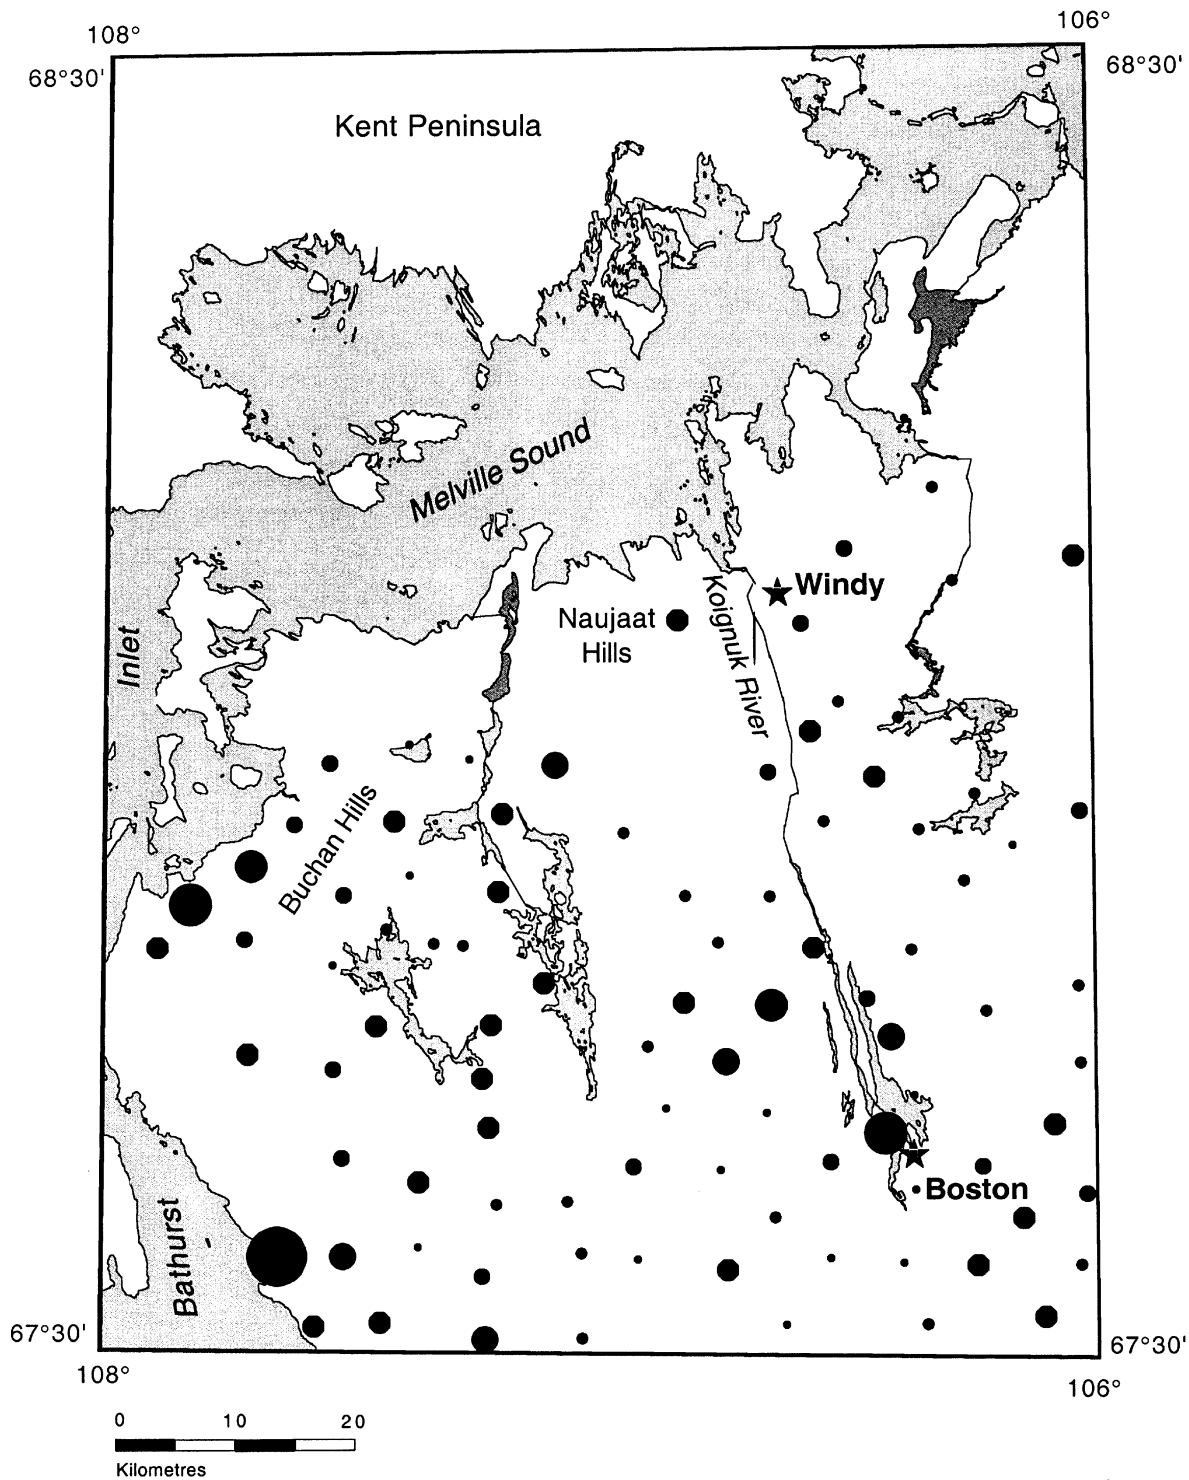 108°
106°
68°30'
68°30'
Kent Peninsula
Melville Sound
Windy
Naujaat
Hills
Koignuk River
Inlet
Buchan Hills
Boston
Bathurst
67°30'
67°30'
108°
106°
0 10 20
Kilometres